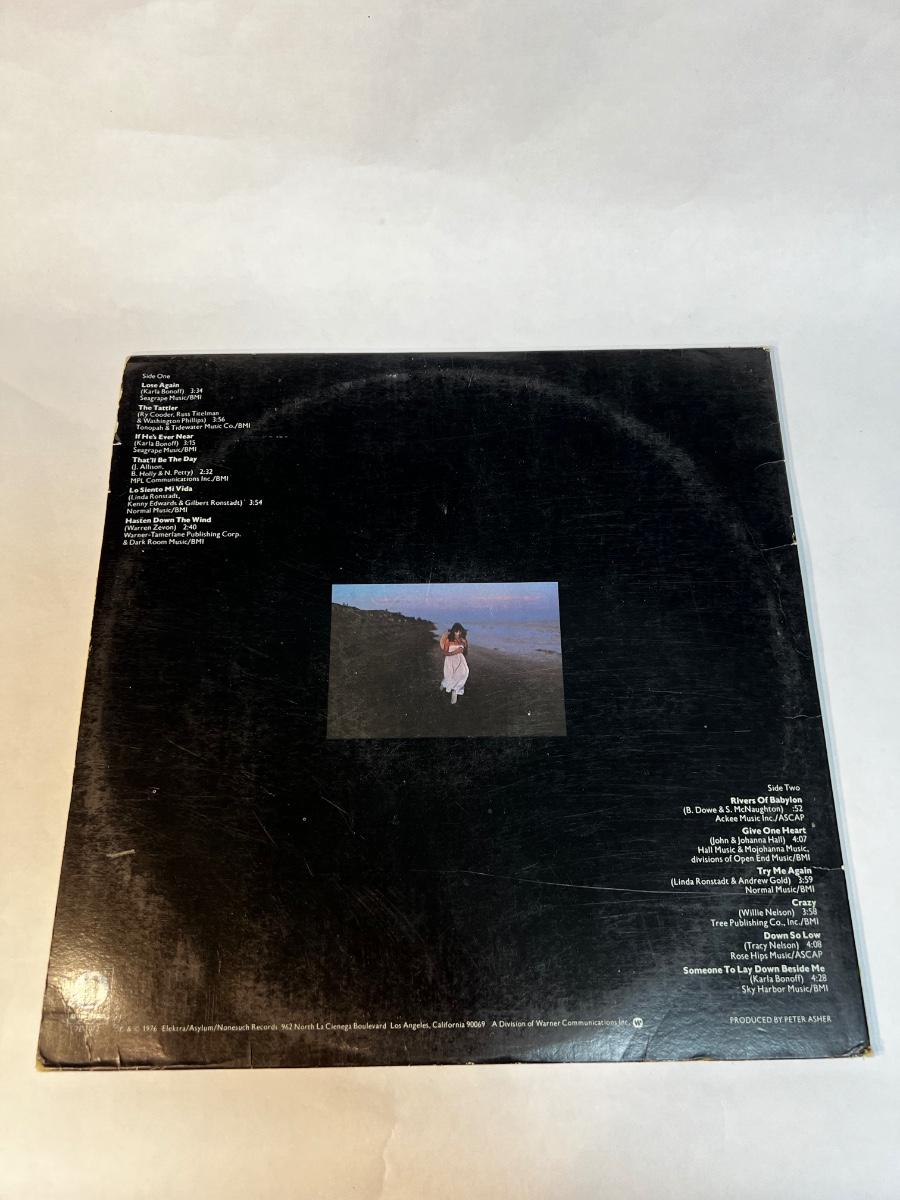 Side One
Lose Again
(Karla Bonoff) 3:34
Seagrape Music/BMI
The Tattler
(Ry Cooder, Russ Titelman
& Washington Phillips) 3:56
Tonopah & Tidewater Music Co./BMI
If He's Ever Near
(Karla Bonoff) 3:15
Seagrape Music/BMI
That'll Be The Day
(J. Allison,
B. Holly & N. Petty) 2:32
MPL Communications Inc./BMI
Lo Siento Mi Vida
(Linda Ronstadt,
Kenny Edwards & Gilbert Ronstadt) 3:54
Normal Music/BMI
Hasten Down The Wind
(Warren Zevon) 2:40
Warner-Tamerlane Publishing Corp.
& Dark Room Music/BMI
Side Two
Rivers Of Babylon
(B. Dowe & S. McNaughton) :52
Ackee Music Inc./ASCAP
Give One Heart
(John & Johanna Hall) 4:07
Hall Music & Mojohanna Music,
divisions of Open End Music/BMI
Try Me Again
(Linda Ronstadt & Andrew Gold) 3:59
Normal Music/BMI
Crazy
(Willie Nelson) 3:58
Tree Publishing Co., Inc./BMI
Down So Low
(Tracy Nelson) 4:08
Rose Hips Music/ASCAP
Someone To Lay Down Beside Me
(Karla Bonoff) 4:28
Sky Harbor Music/BMI
& © 1976 Elektra/Asylum/Nonesuch Records 962 North La Cienega Boulevard Los Angeles, California 90069 A Division of Warner Communications Inc.
PRODUCED BY PETER ASHER